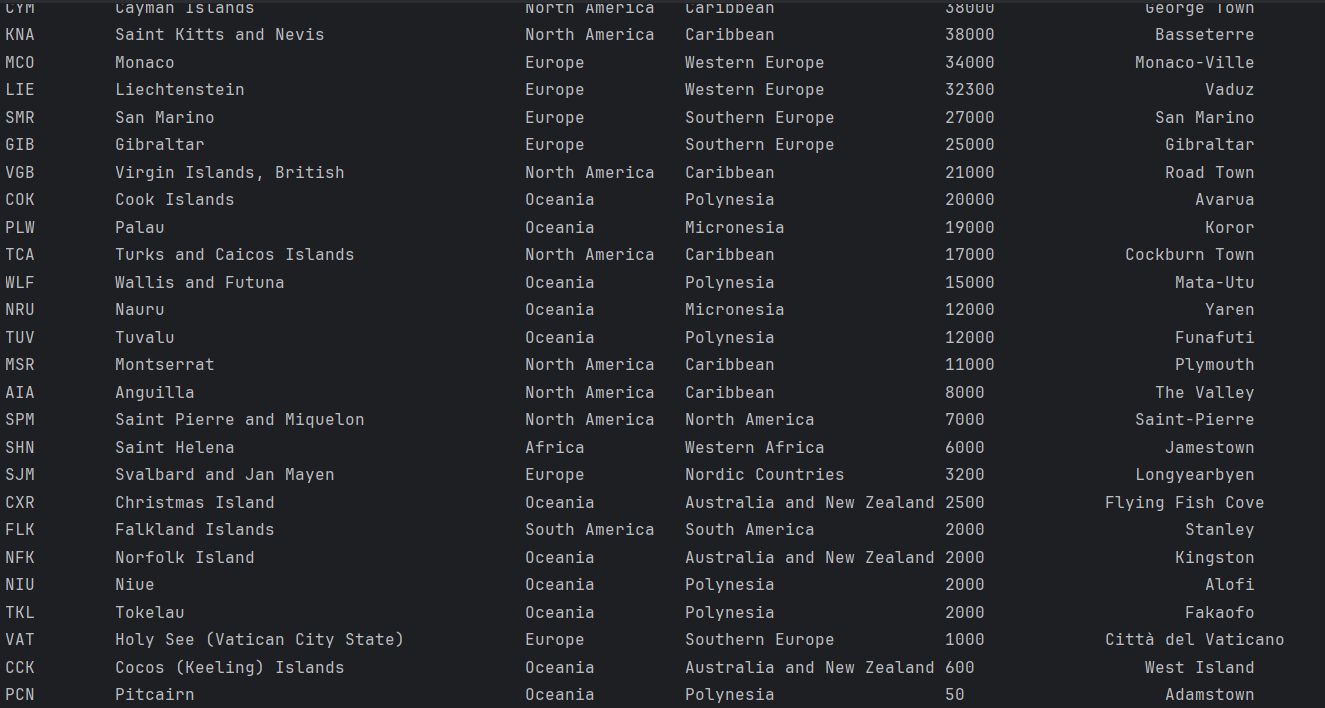 CYM Cayman Islands North America Caribbean 38000 George Town
KNA Saint Kitts and Nevis North America Caribbean 38000 Basseterre
MCO Monaco Europe Western Europe 34000 Monaco-Ville
LIE Liechtenstein Europe Western Europe 32300 Vaduz
SMR San Marino Europe Southern Europe 27000 San Marino
GIB Gibraltar Europe Southern Europe 25000 Gibraltar
VGB Virgin Islands, British North America Caribbean 21000 Road Town
COK Cook Islands Oceania Polynesia 20000 Avarua
PLW Palau Oceania Micronesia 19000 Koror
TCA Turks and Caicos Islands North America Caribbean 17000 Cockburn Town
WLF Wallis and Futuna Oceania Polynesia 15000 Mata-Utu
NRU Nauru Oceania Micronesia 12000 Yaren
TUV Tuvalu Oceania Polynesia 12000 Funafuti
MSR Montserrat North America Caribbean 11000 Plymouth
AIA Anguilla North America Caribbean 8000 The Valley
SPM Saint Pierre and Miquelon North America North America 7000 Saint-Pierre
SHN Saint Helena Africa Western Africa 6000 Jamestown
SJM Svalbard and Jan Mayen Europe Nordic Countries 3200 Longyearbyen
CXR Christmas Island Oceania Australia and New Zealand 2500 Flying Fish Cove
FLK Falkland Islands South America South America 2000 Stanley
NFK Norfolk Island Oceania Australia and New Zealand 2000 Kingston
NIU Niue Oceania Polynesia 2000 Alofi
TKL Tokelau Oceania Polynesia 2000 Fakaofo
VAT Holy See (Vatican City State) Europe Southern Europe 1000 Città del Vaticano
CCK Cocos (Keeling) Islands Oceania Australia and New Zealand 600 West Island
PCN Pitcairn Oceania Polynesia 50 Adamstown